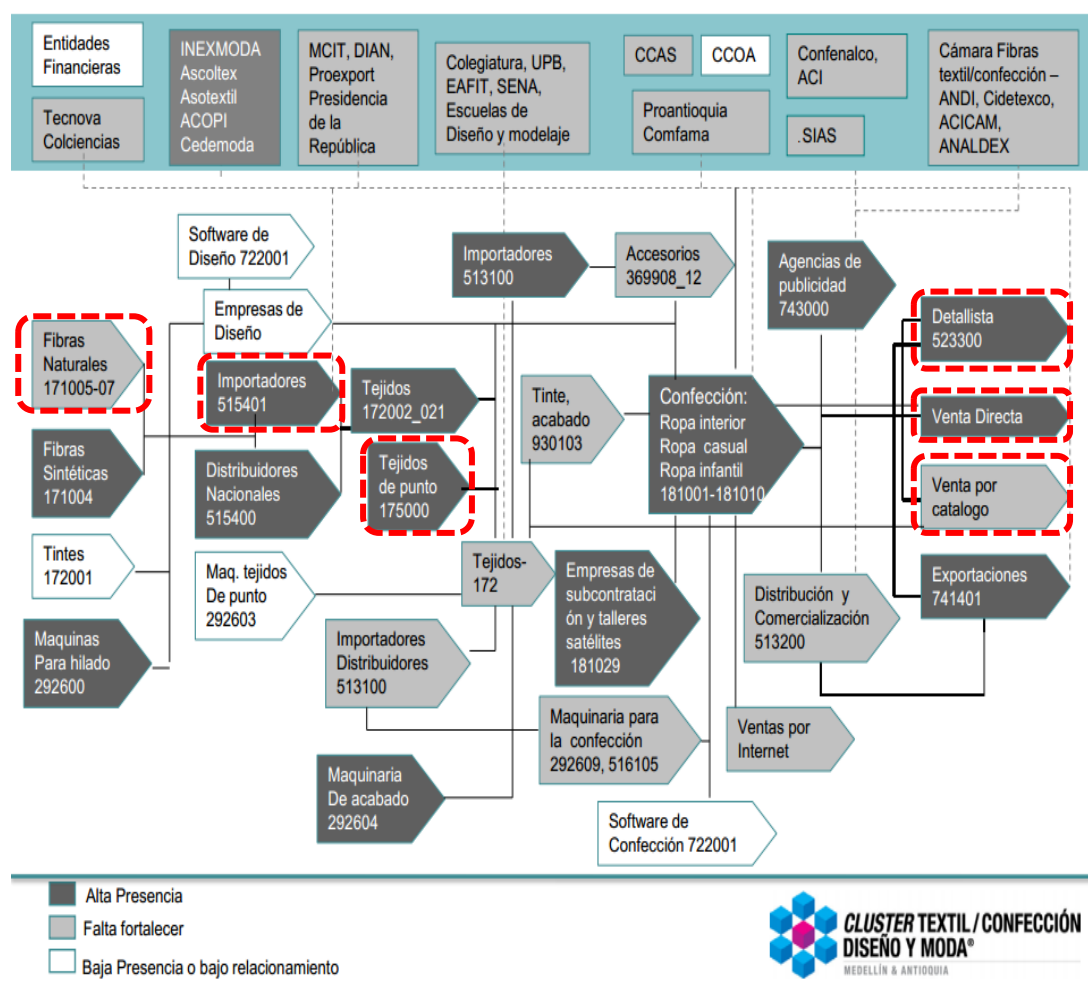 Entidades
Financieras
Tecnova
Colciencias
INEXMODA
Ascoltex
Asotextil
ACOPI
Cedemoda
MCIT, DIAN,
Proexport
Presidencia
de la
República
Colegiatura, UPB,
EAFIT, SENA,
Escuelas de
Diseño y modelaje
CCAS
CCOA
Proantioquia
Comfama
Confenalco,
ACI
.SIAS
Cámara Fibras
textil/confección –
ANDI, Cidetexco,
ACICAM,
ANALDEX
Software de
Diseño 722001
Empresas de
Diseño
Importadores
513100
Accesorios
369908_12
Agencias de
publicidad
743000
Fibras
Naturales
171005-07
Importadores
515401
Tejidos
172002_021
Tinte,
acabado
930103
Confección:
Ropa interior
Ropa casual
Ropa infantil
181001-181010
Detallista
523300
Venta Directa
Fibras
Sintéticas
171004
Distribuidores
Nacionales
515400
Tejidos
de punto
175000
Venta por
catalogo
Tintes
172001
Maq. tejidos
De punto
292603
Tejidos-
172
Empresas de
subcontrataci
ón y talleres
satélites
181029
Distribución y
Comercialización
513200
Exportaciones
741401
Maquinas
Para hilado
292600
Importadores
Distribuidores
513100
Maquinaria para
la confección
292609, 516105
Ventas por
Internet
Maquinaria
De acabado
292604
Software de
Confección 722001
Alta Presencia
Falta fortalecer
Baja Presencia o bajo relacionamiento
CLUSTER TEXTIL / CONFECCIÓN
DISEÑO Y MODA®
MEDELLÍN & ANTIOQUIA